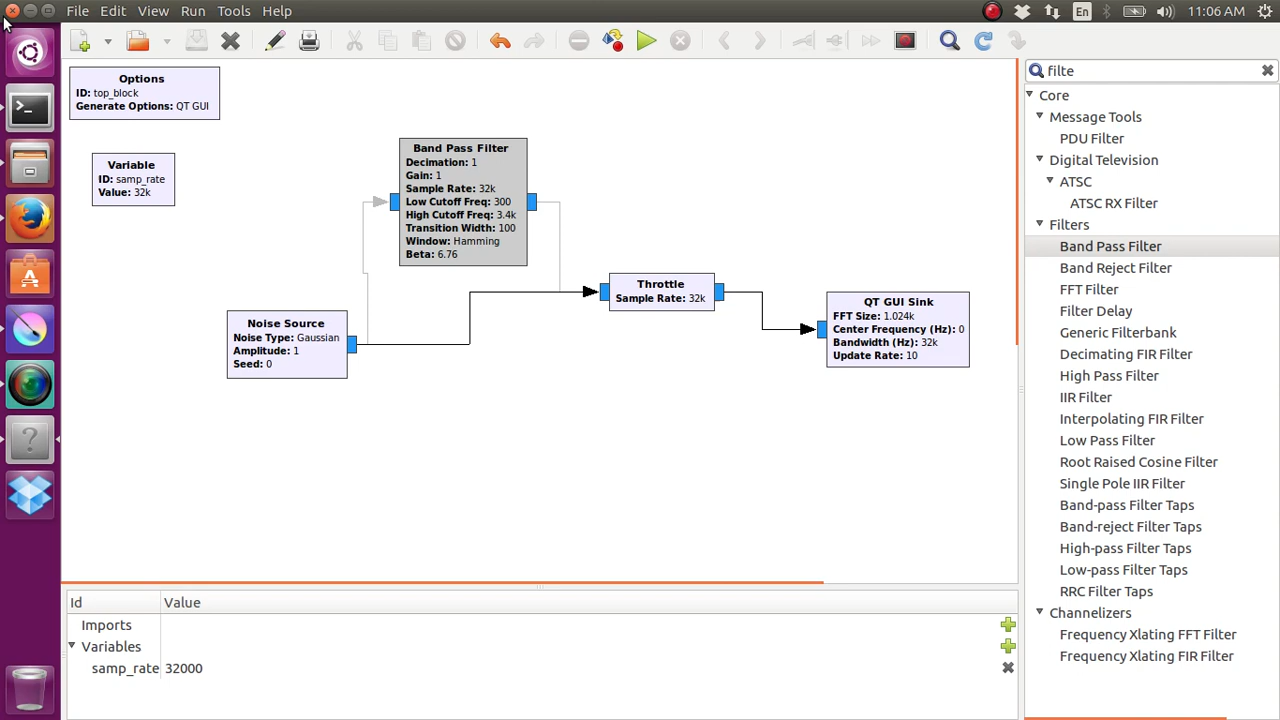 File Edit View Run Tools Help
En
11:06 AM
Options
ID: top_block
Generate Options: QT GUI
Variable
ID: samp_rate
Value: 32k
Band Pass Filter
Decimation: 1
Gain: 1
Sample Rate: 32k
Low Cutoff Freq: 300
High Cutoff Freq: 3.4k
Transition Width: 100
Window: Hamming
Beta: 6.76
Noise Source
Noise Type: Gaussian
Amplitude: 1
Seed: 0
Throttle
Sample Rate: 32k
QT GUI Sink
FFT Size: 1.024k
Center Frequency (Hz): 0
Bandwidth (Hz): 32k
Update Rate: 10
Id Value
Imports
Variables
samp_rate 32000
filte
Core
Message Tools
PDU Filter
Digital Television
ATSC
ATSC RX Filter
Filters
Band Pass Filter
Band Reject Filter
FFT Filter
Filter Delay
Generic Filterbank
Decimating FIR Filter
High Pass Filter
IIR Filter
Interpolating FIR Filter
Low Pass Filter
Root Raised Cosine Filter
Single Pole IIR Filter
Band-pass Filter Taps
Band-reject Filter Taps
High-pass Filter Taps
Low-pass Filter Taps
RRC Filter Taps
Channelizers
Frequency Xlating FFT Filter
Frequency Xlating FIR Filter